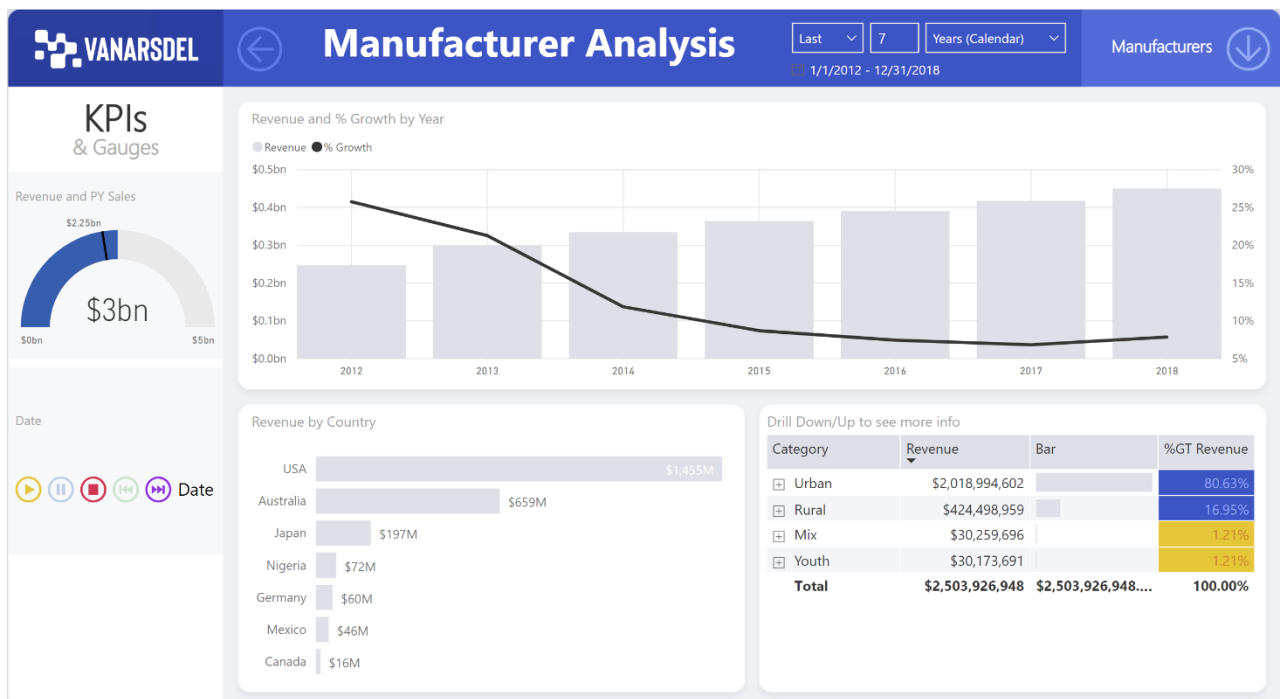 VANARSDEL
Manufacturer Analysis
Last
7
Years (Calendar)
1/1/2012 - 12/31/2018
Manufacturers
KPIs
& Gauges
Revenue and PY Sales
$2.25bn
$3bn
$0bn
$5bn
Date
Date
Revenue and % Growth by Year
Revenue
% Growth
$0.5bn
$0.4bn
$0.3bn
$0.2bn
$0.1bn
$0.0bn
30%
25%
20%
15%
10%
5%
2012 2013 2014 2015 2016 2017 2018
Revenue by Country
USA $1,455M
Australia $659M
Japan $197M
Nigeria $72M
Germany $60M
Mexico $46M
Canada $16M
Drill Down/Up to see more info
Category Revenue Bar %GT Revenue
Urban $2,018,994,602 80.63%
Rural $424,498,959 16.95%
Mix $30,259,696 1.21%
Youth $30,173,691 1.21%
Total $2,503,926,948 $2,503,926,948.... 100.00%